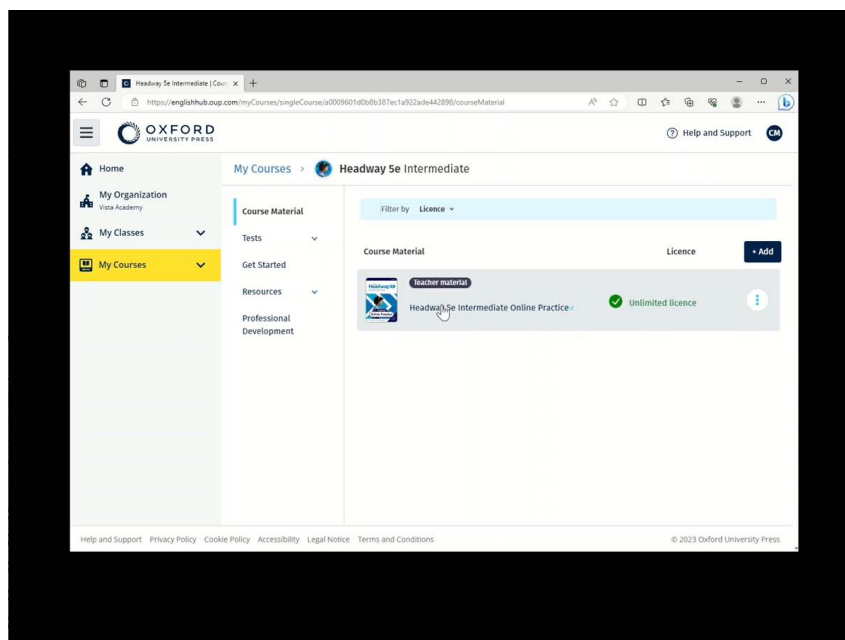 Headway 5e Intermediate | Cour
https://englishhub.oup.com/myCourses/singleCourse/a0009601d0b8b387ec1a922ade442898/courseMaterial
OXFORD
UNIVERSITY PRESS
Help and Support
CM
Home
My Organization
Vista Academy
My Classes
My Courses
My Courses > Headway 5e Intermediate
Course Material
Tests
Get Started
Resources
Professional
Development
Filter by Licence
Course Material Licence + Add
Teacher material
Headway 5e Intermediate Online Practice
Unlimited licence
Help and Support Privacy Policy Cookie Policy Accessibility Legal Notice Terms and Conditions
© 2023 Oxford University Press